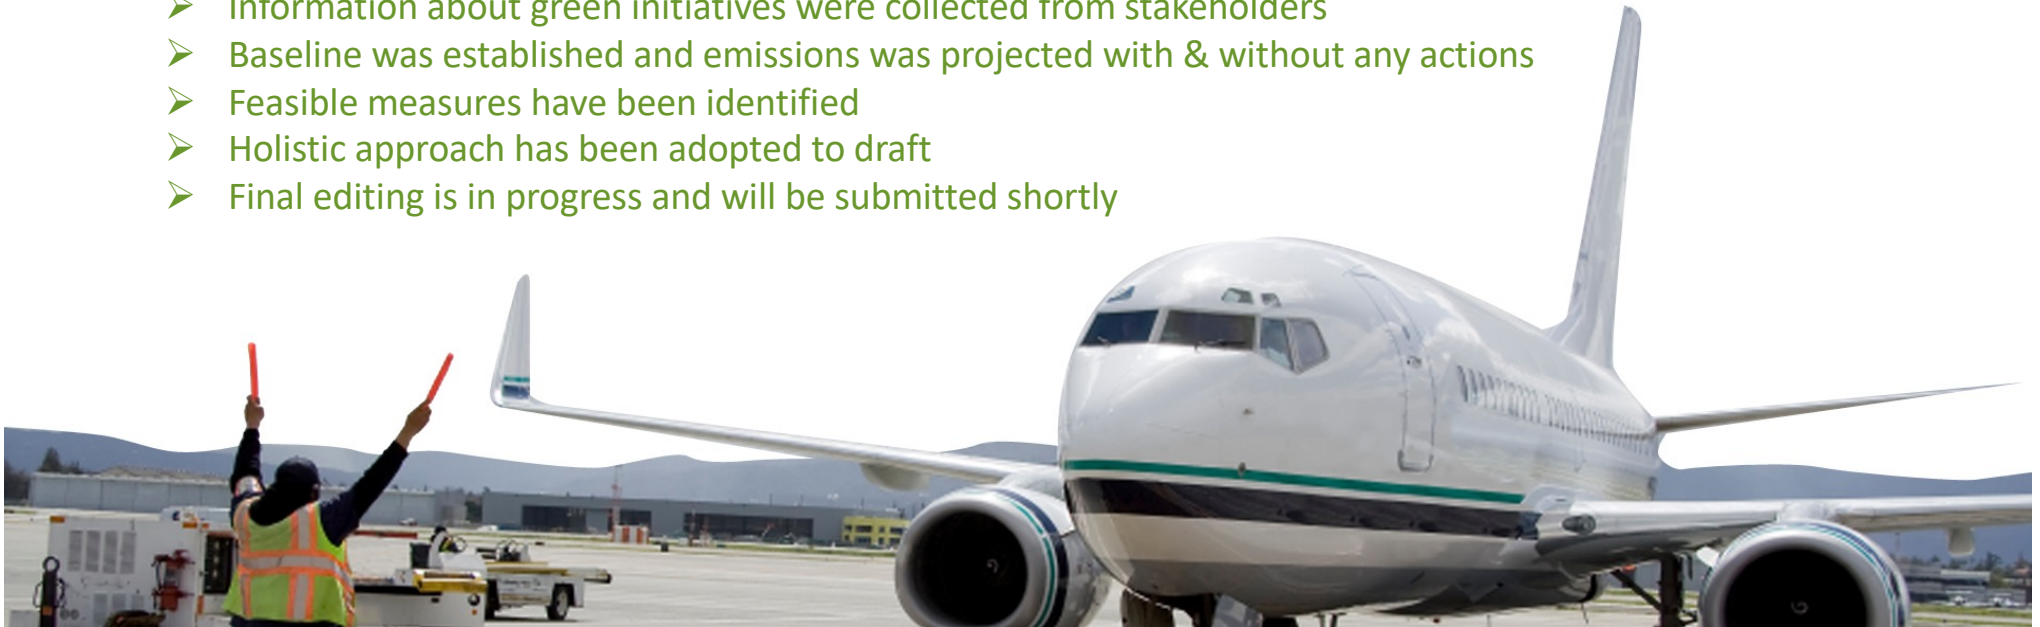 ➢ Information about green initiatives were collected from stakeholders
➢ Baseline was established and emissions was projected with & without any actions
➢ Feasible measures have been identified
➢ Holistic approach has been adopted to draft
➢ Final editing is in progress and will be submitted shortly